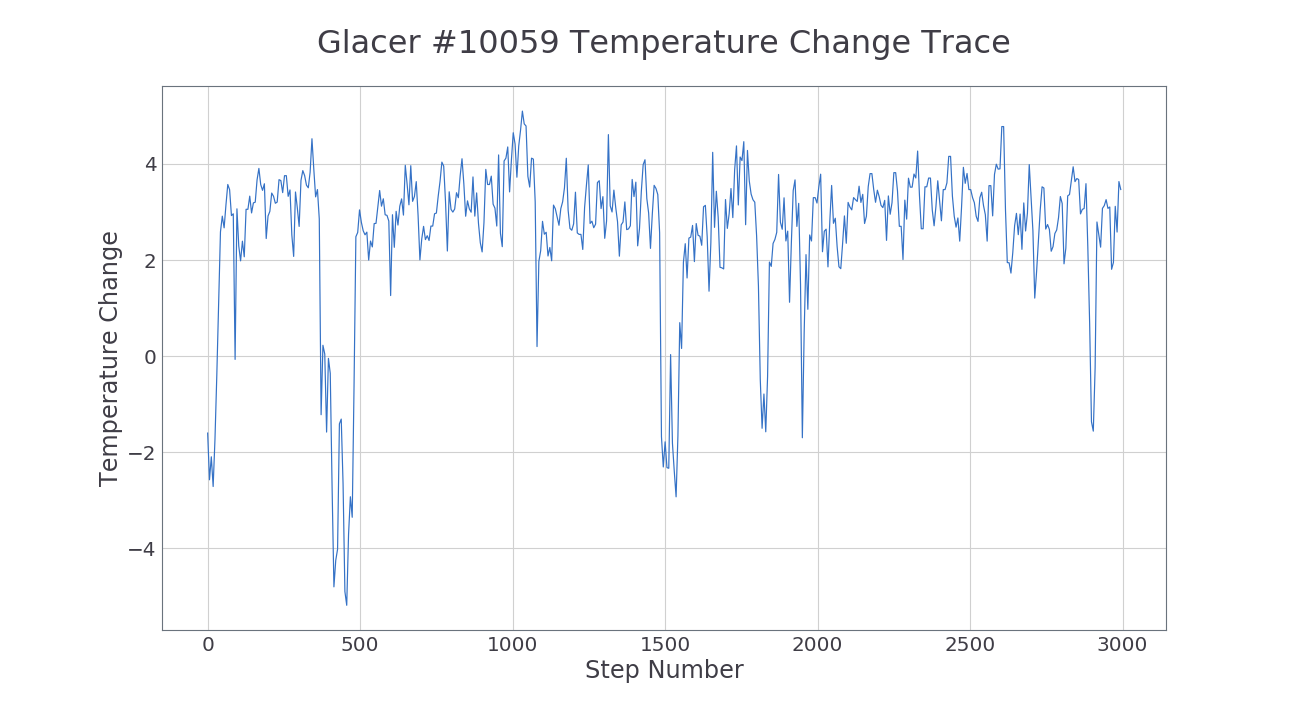 Glacer #10059 Temperature Change Trace
Temperature Change
4
2
0
−2
−4
0 500 1000 1500 2000 2500 3000
Step Number